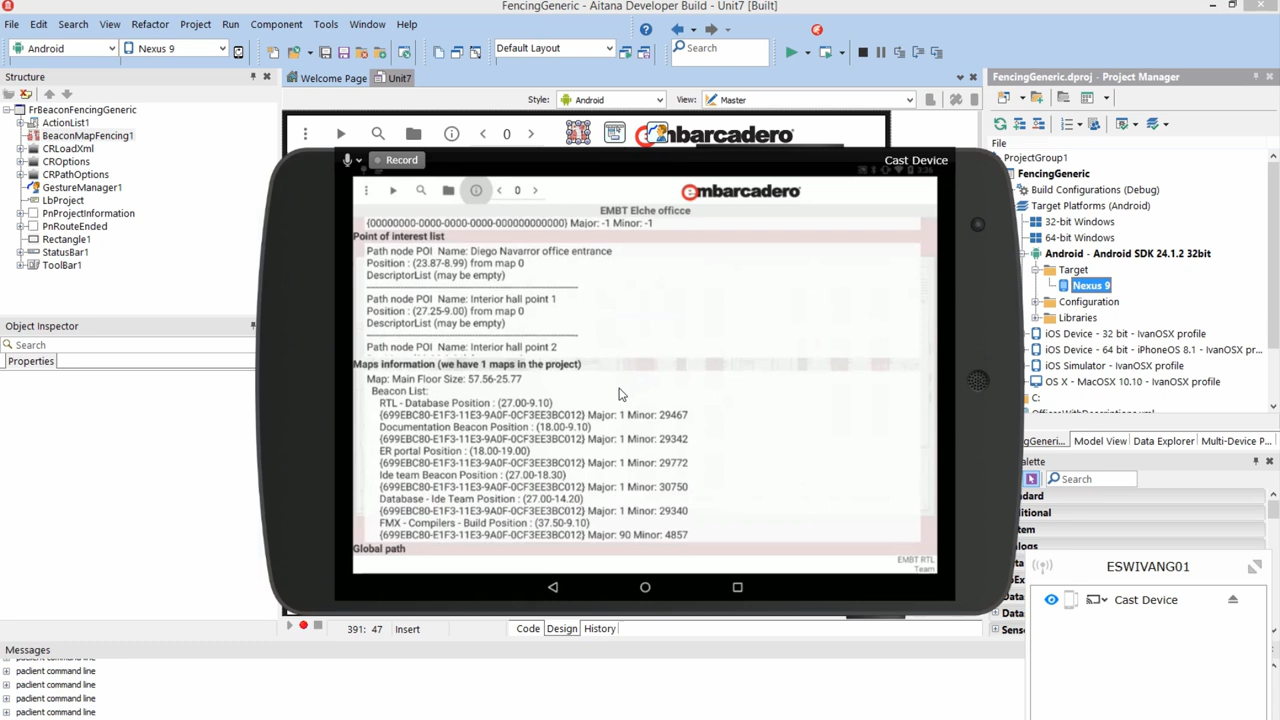 FencingGeneric - Aitana Developer Build - Unit7 [Built]
File Edit Search View Refactor Project Run Component Tools Window Help
Android Nexus 9 Default Layout Search
Structure
Welcome Page Unit7
FencingGeneric.dproj - Project Manager
Style: Android View: Master
FrBeaconFencingGeneric
ActionList1
BeaconMapFencing1
CRLoadXml
CROptions
CRPathOptions
GestureManager1
LbProject
PnProjectInformation
PnRouteEnded
Rectangle1
StatusBar1
ToolBar1
Object Inspector
Search
Properties
0
embarcadero
Record
Cast Device
3:36
0
embarcadero
EMBT Elche officce
{00000000-0000-0000-0000-000000000000} Major: -1 Minor: -1
Point of interest list
Path node POI Name: Diego Navarror office entrance
Position : (23.87-8.99) from map 0
DescriptorList (may be empty)
Path node POI Name: Interior hall point 1
Position : (27.25-9.00) from map 0
DescriptorList (may be empty)
Path node POI Name: Interior hall point 2
Maps information (we have 1 maps in the project)
Map: Main Floor Size: 57.56-25.77
Beacon List:
RTL - Database Position : (27.00-9.10)
{699EBC80-E1F3-11E3-9A0F-0CF3EE3BC012} Major: 1 Minor: 29467
Documentation Beacon Position : (18.00-9.10)
{699EBC80-E1F3-11E3-9A0F-0CF3EE3BC012} Major: 1 Minor: 29342
ER portal Position : (18.00-19.00)
{699EBC80-E1F3-11E3-9A0F-0CF3EE3BC012} Major: 1 Minor: 29772
Ide team Beacon Position : (27.00-18.30)
{699EBC80-E1F3-11E3-9A0F-0CF3EE3BC012} Major: 1 Minor: 30750
Database - Ide Team Position : (27.00-14.20)
{699EBC80-E1F3-11E3-9A0F-0CF3EE3BC012} Major: 1 Minor: 29340
FMX - Compilers - Build Position : (37.50-9.10)
{699EBC80-E1F3-11E3-9A0F-0CF3EE3BC012} Major: 90 Minor: 4857
Global path
EMBT RTL
Team
File
ProjectGroup1
FencingGeneric
Build Configurations (Debug)
Target Platforms (Android)
32-bit Windows
64-bit Windows
Android - Android SDK 24.1.2 32bit
Target
Nexus 9
Configuration
Libraries
iOS Device - 32 bit - IvanOSX profile
iOS Device - 64 bit - iPhoneOS 8.1 - IvanOSX pro...
iOS Simulator - IvanOSX profile
OS X - MacOSX 10.10 - IvanOSX profile
C:
ngGeneri... Model View Data Explorer Multi-Device P...
alette
Search
ESWIVANG01
Cast Device
391: 47 Insert Code Design History
Messages
paclient command line
paclient command line
paclient command line
paclient command line
paclient command line